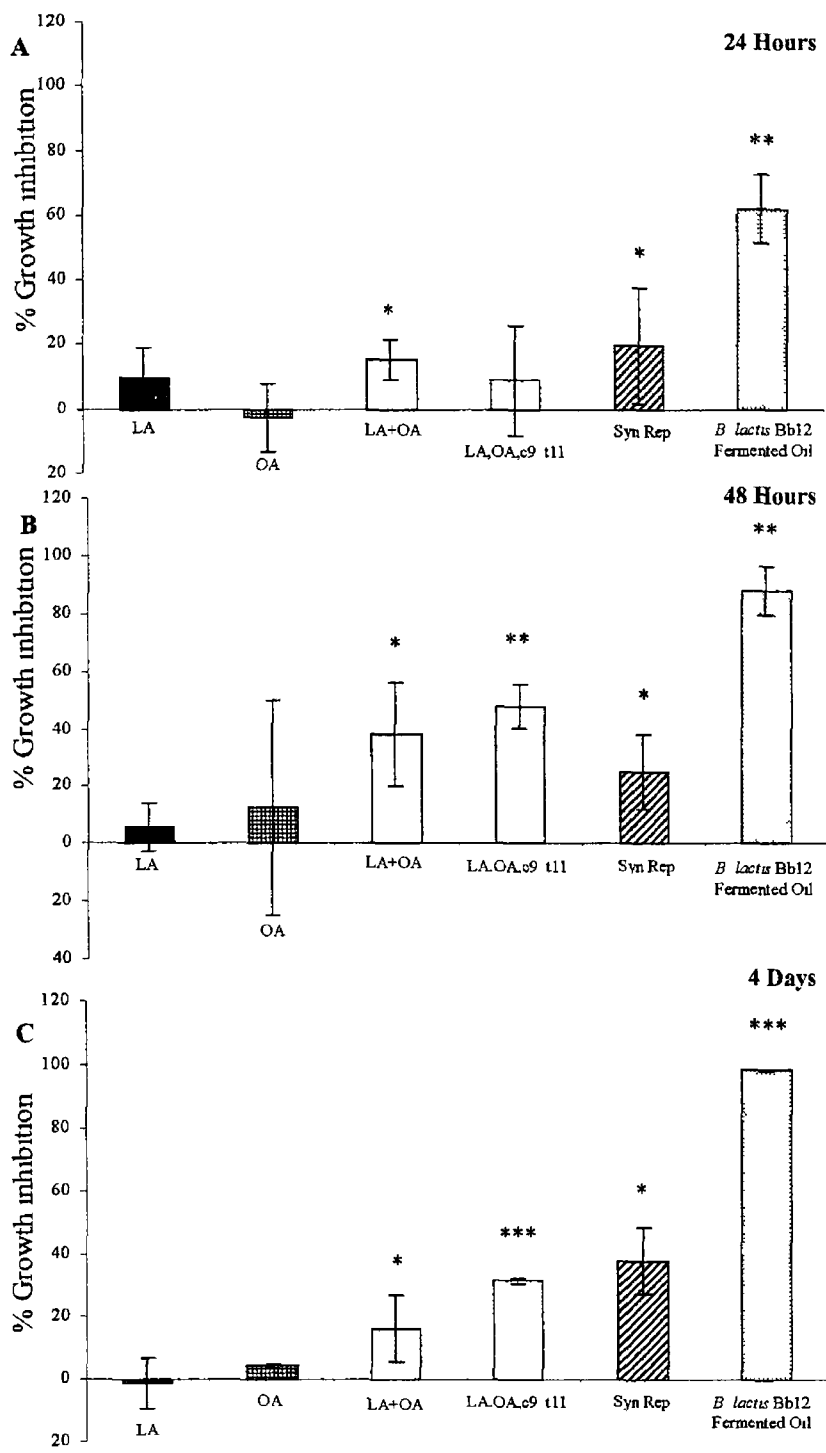 A
24 Hours
% Growth inhibition
120
100
80
60
40
20
0
20
*
*
**
LA
OA
LA+OA
LA,OA,c9 t11
Syn Rep
B lactis Bb12
Fermented Oil
B
48 Hours
% Growth inhibition
120
100
80
60
40
20
0
20
40
*
**
*
**
LA
OA
LA+OA
LA.OA,c9 t11
Syn Rep
B lactis Bb12
Fermented Oil
C
4 Days
% Growth inhibition
120
100
80
60
40
20
0
20
*
***
*
***
LA
OA
LA+OA
LA.OA,c9 t11
Syn Rep
B lactis Bb12
Fermented Oil